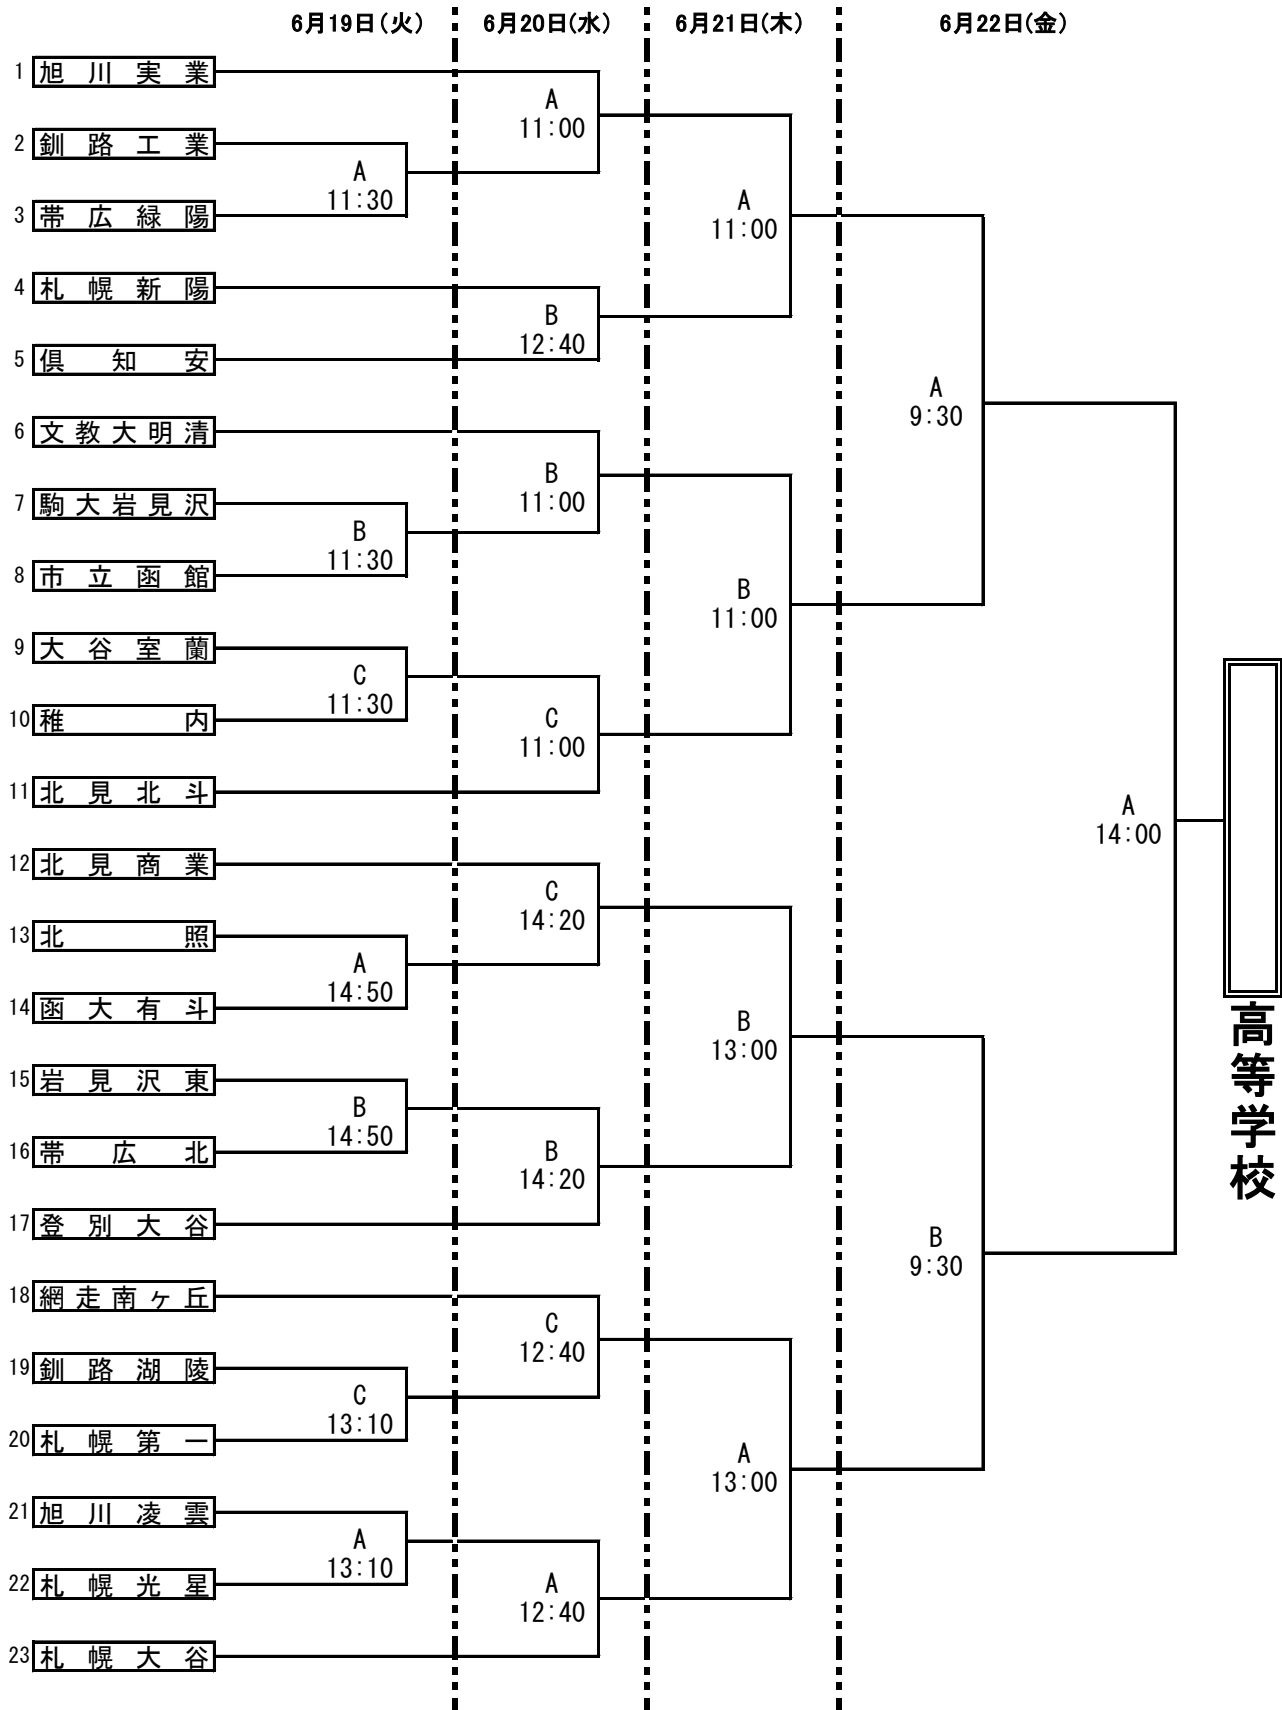 6月19日(火) 6月20日(水) 6月21日(木) 6月22日(金)
1 旭川実業
A
11:00
2 釧路工業
A
11:30
3 帯広緑陽
A
11:00
4 札幌新陽
B
12:40
5 倶知安
A
9:30
6 文教大明清
B
11:00
7 駒大岩見沢
B
11:30
8 市立函館
B
11:00
9 大谷室蘭
C
11:30
10 稚内
C
11:00
11 北見北斗
A
14:00
12 北見商業
C
14:20
13 北照
A
14:50
14 函大有斗
B
13:00
高等学校
15 岩見沢東
B
14:50
16 帯広北
B
14:20
17 登別大谷
B
9:30
18 網走南ヶ丘
C
12:40
19 釧路湖陵
C
13:10
20 札幌第一
A
13:00
21 旭川凌雲
A
13:10
22 札幌光星
A
12:40
23 札幌大谷